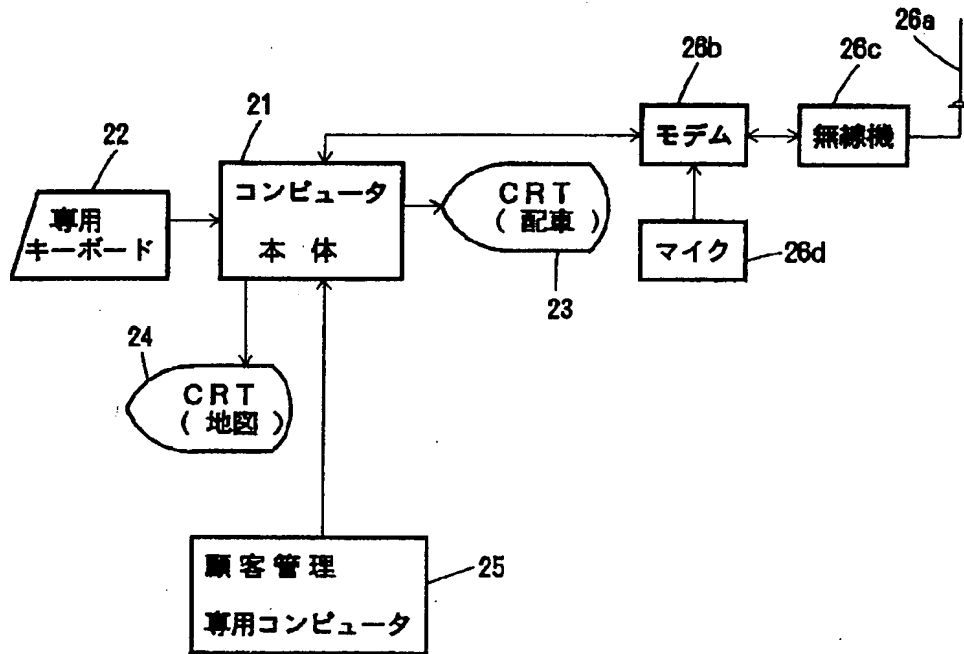 26a
26b
26c
21
22
モデム
無線機
コンピュータ
本 体
CRT
( 配車 )
専用
キーボード
マイク
26d
23
24
CRT
( 地図 )
顧客管理
専用コンピュータ
25